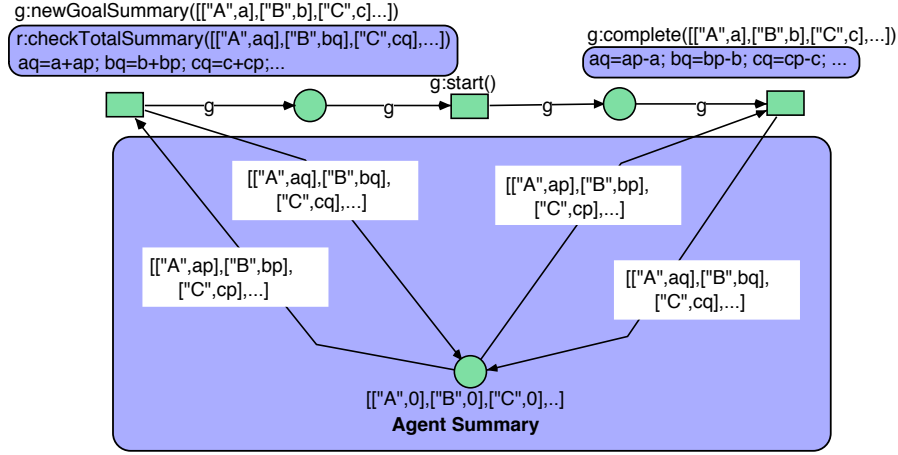 g:newGoalSummary([["A",a],["B",b],["C",c]...])
r:checkTotalSummary([["A",aq],["B",bq],["C",cq],...])
aq=a+ap; bq=b+bp; cq=c+cp;...
g:complete([["A",a],["B",b],["C",c],...])
aq=ap-a; bq=bp-b; cq=cp-c; ...
g:start()
g
g
g
g
[["A",aq],["B",bq],
["C",cq],...]
[["A",ap],["B",bp],
["C",cp],...]
[["A",ap],["B",bp],
["C",cp],...]
[["A",aq],["B",bq],
["C",cq],...]
[["A",0],["B",0],["C",0],..]
Agent Summary